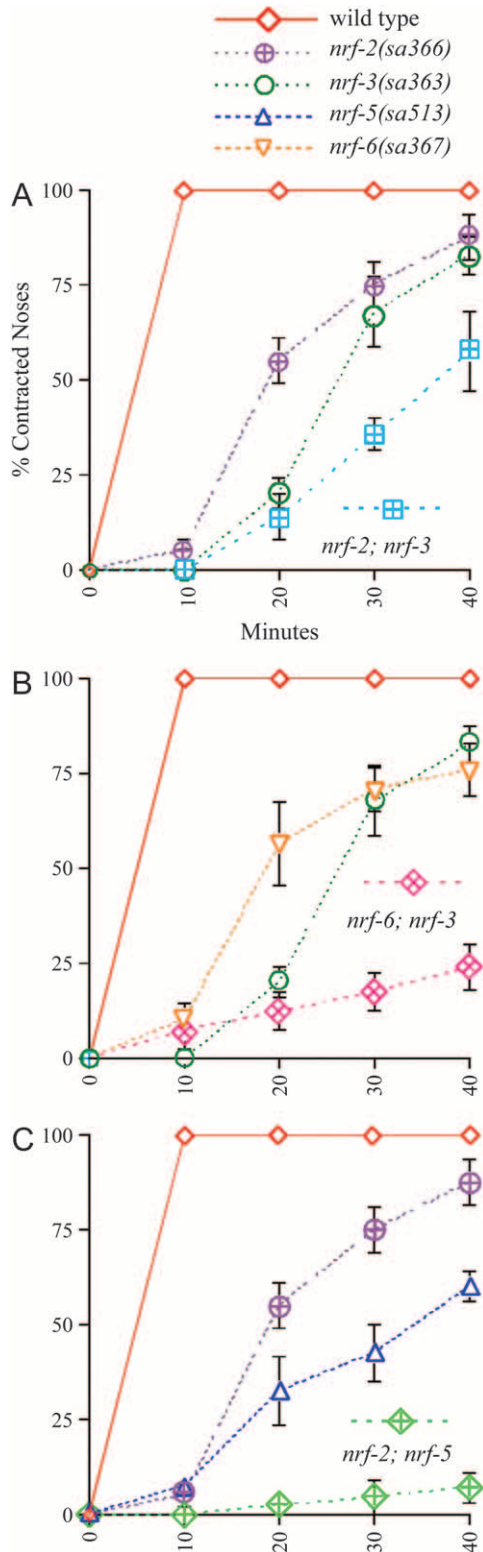 wild type
nrf-2(sa366)
nrf-3(sa363)
nrf-5(sa513)
nrf-6(sa367)
A
100
75
50
25
0
% Contracted Noses
nrf-2; nrf-3
0 10 20 30 40
Minutes
B
100
75
50
25
0
nrf-6; nrf-3
0 10 20 30 40
C
100
75
50
25
0
nrf-2; nrf-5
0 10 20 30 40